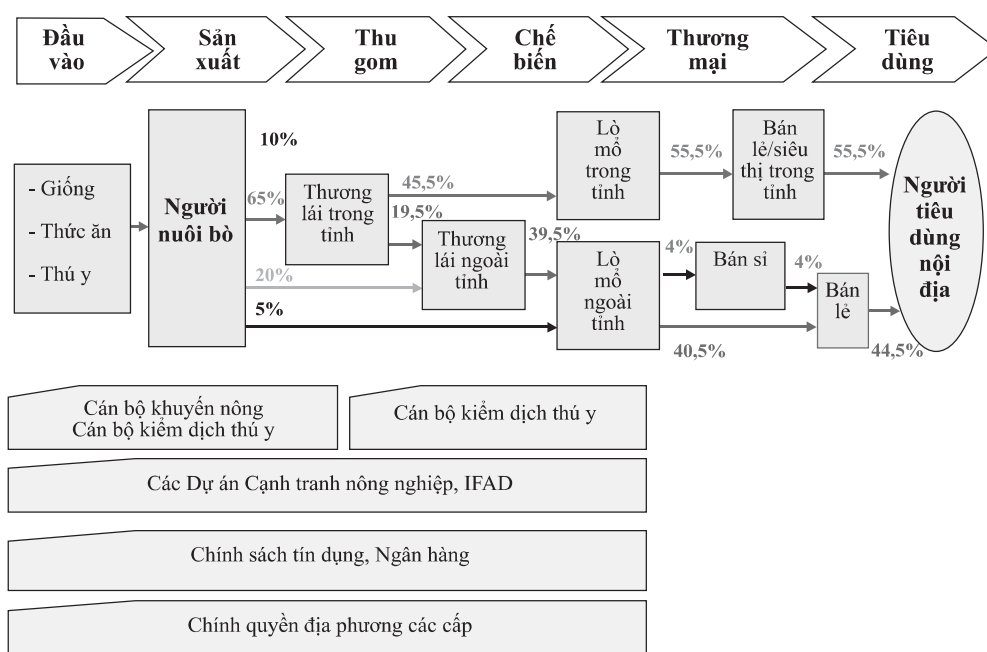 Đầu
vào
Sản
xuất
Thu
gom
Chế
biến
Thương
mại
Tiêu
dùng
- Giống
- Thức ăn
- Thú y
Người
nuôi bò
10%
65%
20%
5%
Thương
lái trong
tỉnh
45,5%
19,5%
Thương
lái ngoài
tỉnh
39,5%
Lò
mổ
trong
tỉnh
55,5%
Bán
lẻ/siêu
thị trong
tỉnh
55,5%
Lò
mổ
ngoài
tỉnh
4%
Bán sỉ
4%
40,5%
Bán
lẻ
44,5%
Người
tiêu
dùng
nội
địa
Cán bộ khuyến nông
Cán bộ kiểm dịch thú y
Cán bộ kiểm dịch thú y
Các Dự án Cạnh tranh nông nghiệp, IFAD
Chính sách tín dụng, Ngân hàng
Chính quyền địa phương các cấp